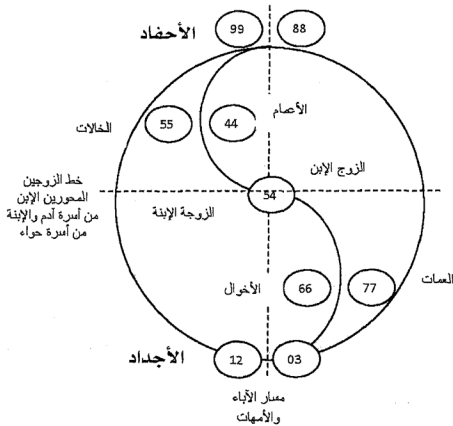 الأحفاد
99
88
الأعمام
44
55
الخالات
الزوج الإبن
54
خط الزوجين
المحورين الإبن
من أسرة آدم والإبنة
من أسرة حواء
الزوجة الإبنة
العمات
77
66
الأخوال
الأجداد
12
03
مسار الآباء
والأمهات